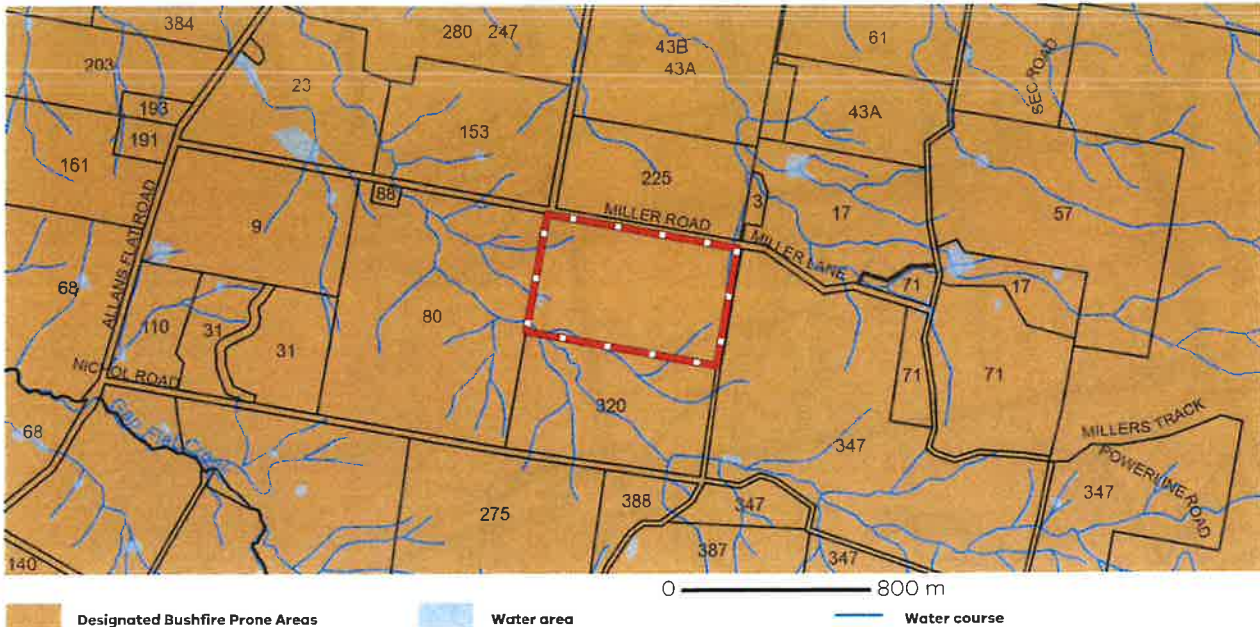 384
280 247
43B
43A
61
203
23
193
191
153
43A
SEC ROAD
161
225
88
3
17
57
MILLER ROAD
9
MILLER LANE
68
ALLANS FLAT ROAD
71
17
110
31
31
80
NICHOL ROAD
71
71
320
68
347
MILLERS TRACK
POWERLINE ROAD
347
275
388
347
387
347
140
0 800 m
Designated Bushfire Prone Areas
Water area
Water course